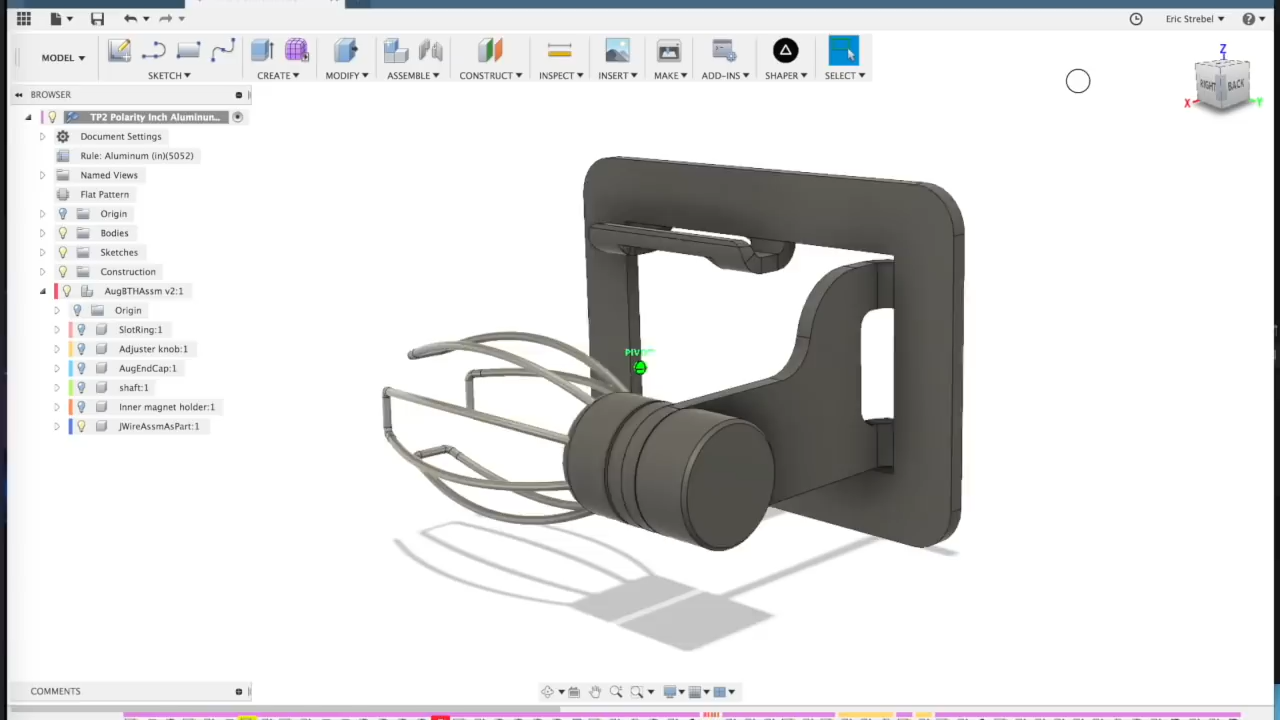 Eric Strebel
MODEL
SKETCH
CREATE
MODIFY
ASSEMBLE
CONSTRUCT
INSPECT
INSERT
MAKE
ADD-INS
SHAPER
SELECT
Z
RIGHT
BACK
X
Y
BROWSER
TP2 Polarity Inch Aluminun...
Document Settings
Rule: Aluminum (in)(5052)
Named Views
Flat Pattern
Origin
Bodies
Sketches
Construction
AugBTHAssm v2:1
Origin
SlotRing:1
Adjuster knob:1
AugEndCap:1
shaft:1
Inner magnet holder:1
JWireAssmAsPart:1
PIVOT
COMMENTS